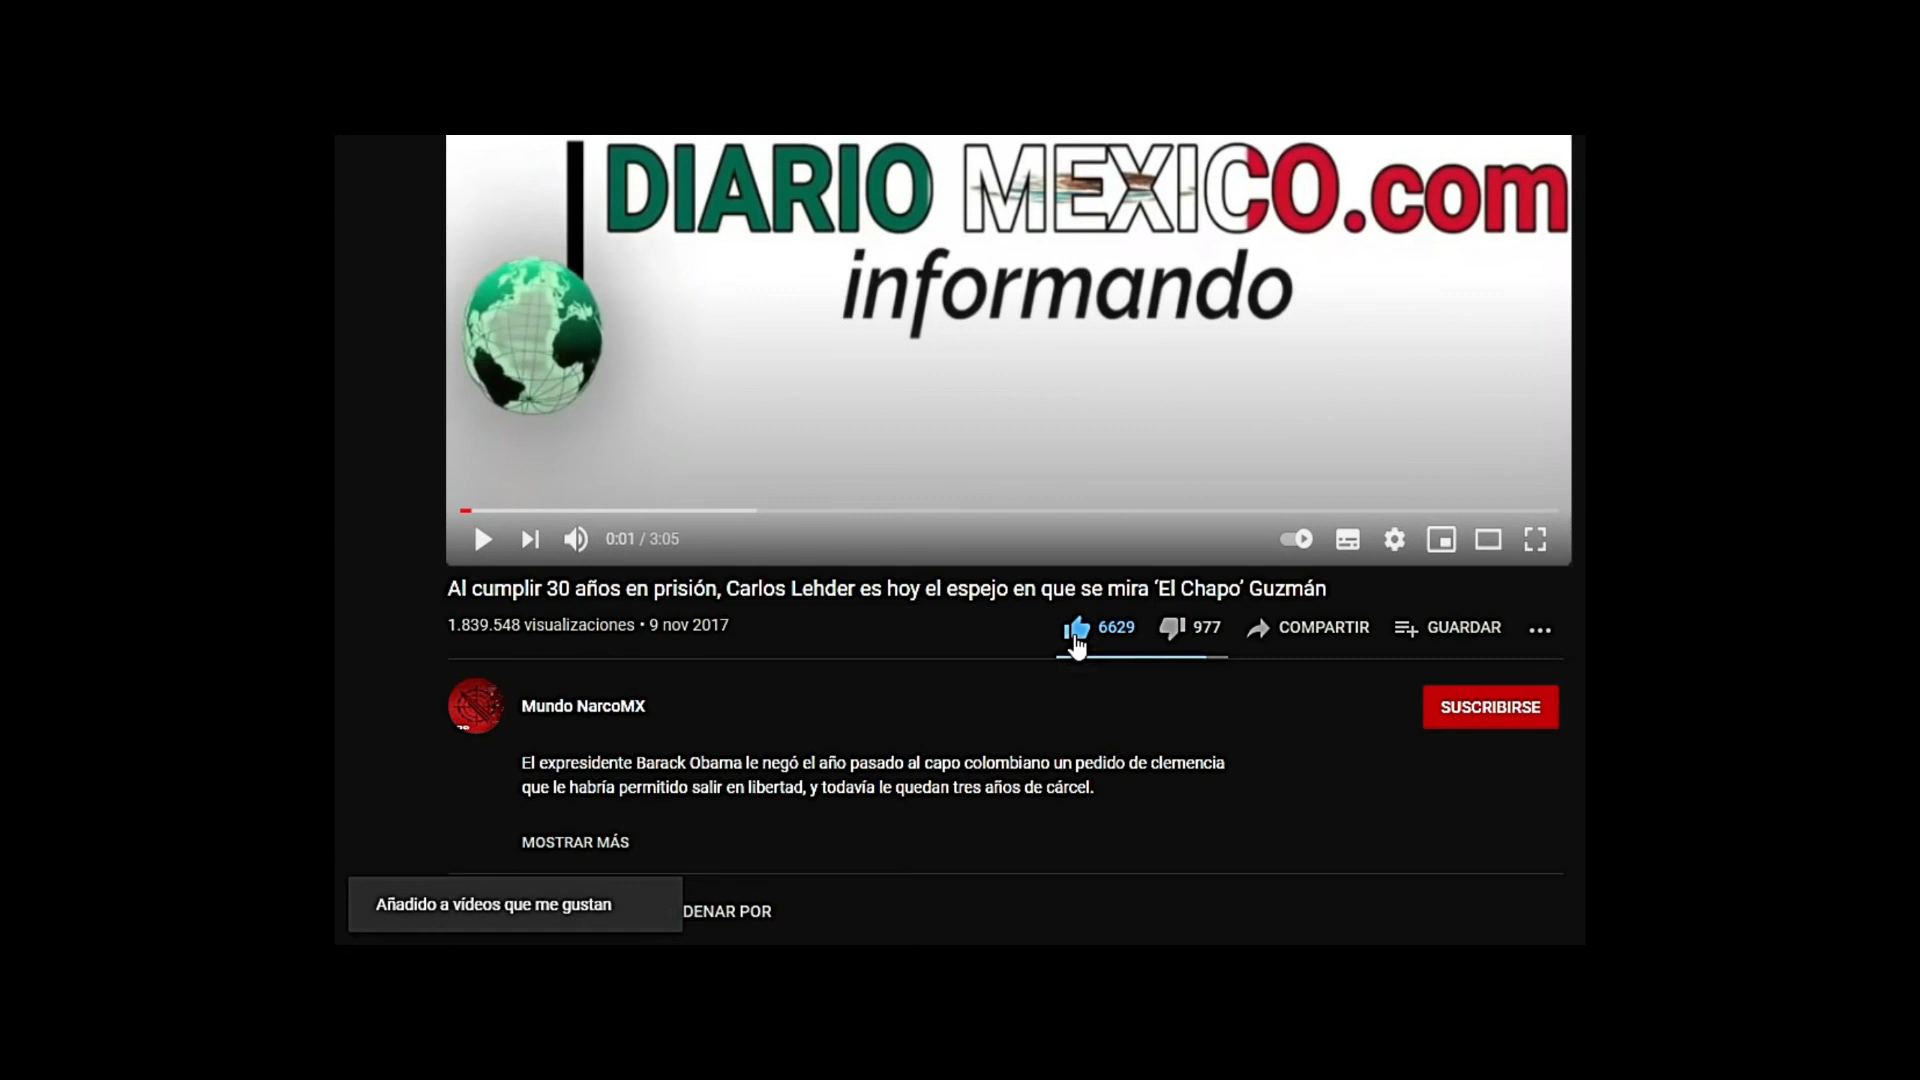 DIARIO MEXICO.com
informando
0:01 / 3:05
Al cumplir 30 años en prisión, Carlos Lehder es hoy el espejo en que se mira ‘El Chapo’ Guzmán
1.839.548 visualizaciones • 9 nov 2017
6629 977 COMPARTIR GUARDAR
Mundo NarcoMX
SUSCRIBIRSE
El expresidente Barack Obama le negó el año pasado al capo colombiano un pedido de clemencia
que le habría permitido salir en libertad, y todavía le quedan tres años de cárcel.
MOSTRAR MÁS
Añadido a vídeos que me gustan
DENAR POR